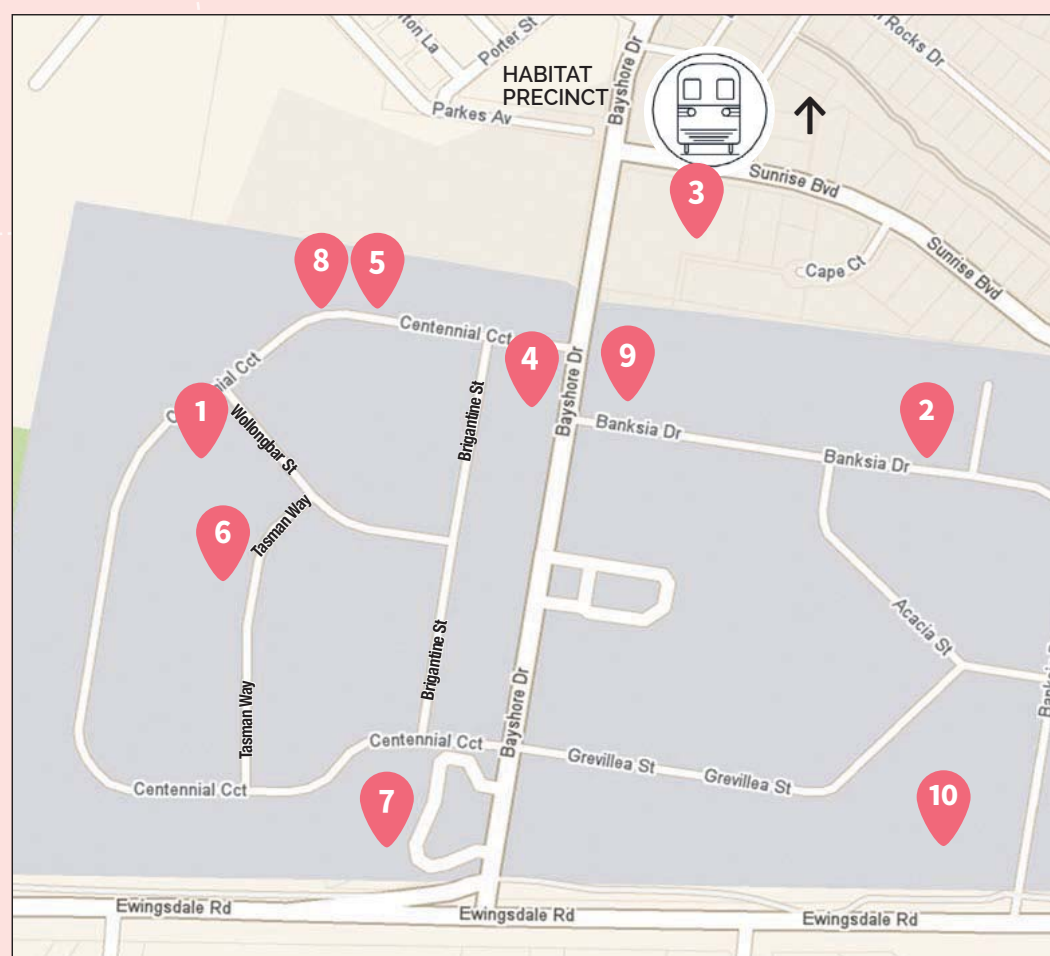 Porter St
Bayshore Dr
Rocks Dr
HABITAT
PRECINCT
Parkes Av
Sunrise Bvd
3
Sunrise Bvd
Cape Ct
8
5
Centennial Cct
4
9
Bayshore Dr
1
2
Wollongbar St
Brigantine St
Banksia Dr
Banksia Dr
6
Tasman Way
Acacia St
Brigantine St
Tasman Way
Bayshore Dr
Centennial Cct
Grevillea St
Grevillea St
Centennial Cct
7
10
Ewingsdale Rd
Ewingsdale Rd
Ewingsdale Rd